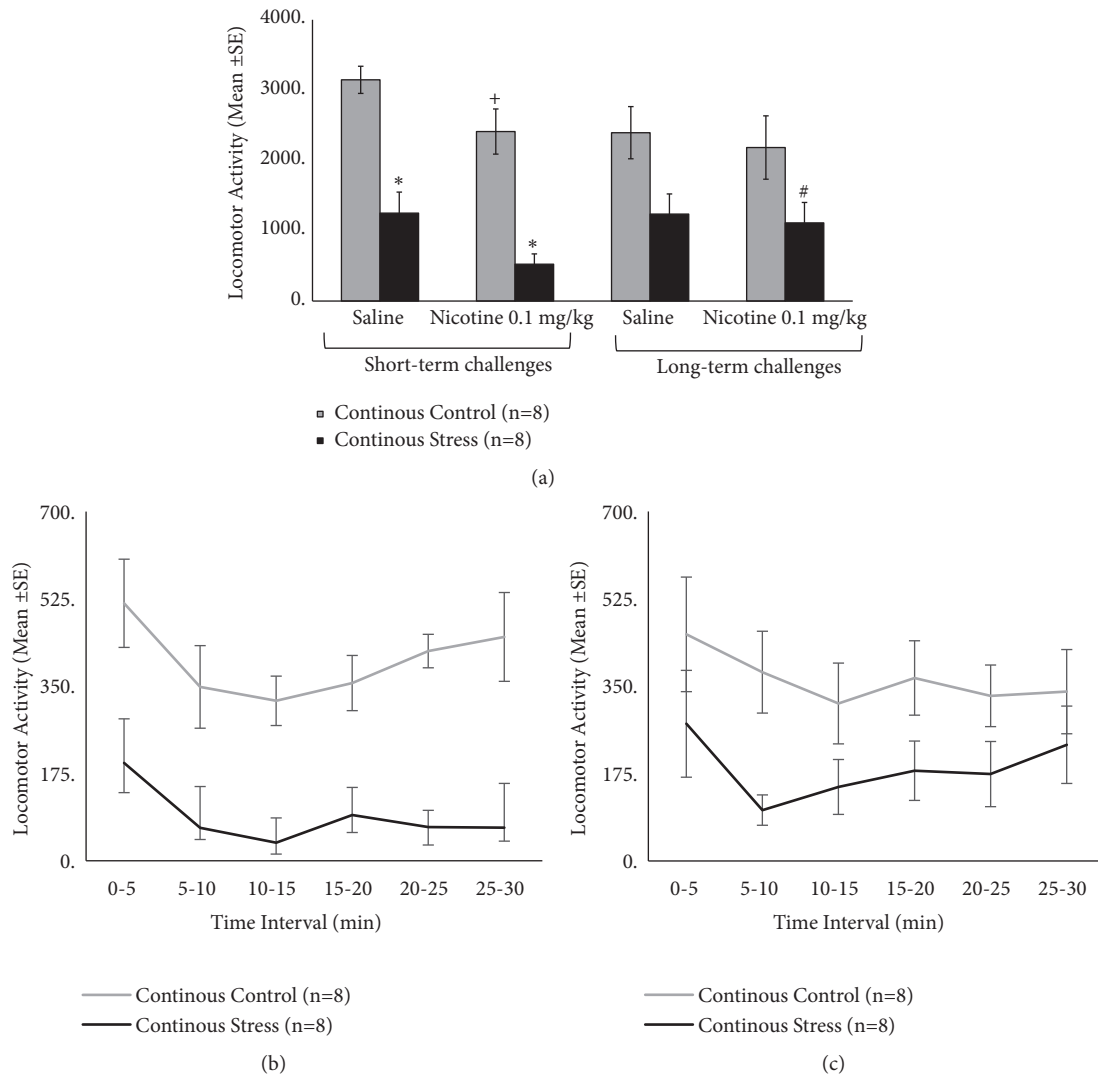 Locomotor Activity (Mean ±SE)
4000.
3000.
2000.
1000.
0.
+
*
*
#
Saline
Nicotine 0.1 mg/kg
Saline
Nicotine 0.1 mg/kg
Short-term challenges
Long-term challenges
Continous Control (n=8)
Continous Stress (n=8)
(a)
Locomotor Activity (Mean ±SE)
700.
525.
350.
175.
0.
0-5 5-10 10-15 15-20 20-25 25-30
Time Interval (min)
Continous Control (n=8)
Continous Stress (n=8)
(b)
Locomotor Activity (Mean ±SE)
700.
525.
350.
175.
0.
0-5 5-10 10-15 15-20 20-25 25-30
Time Interval (min)
Continous Control (n=8)
Continous Stress (n=8)
(c)